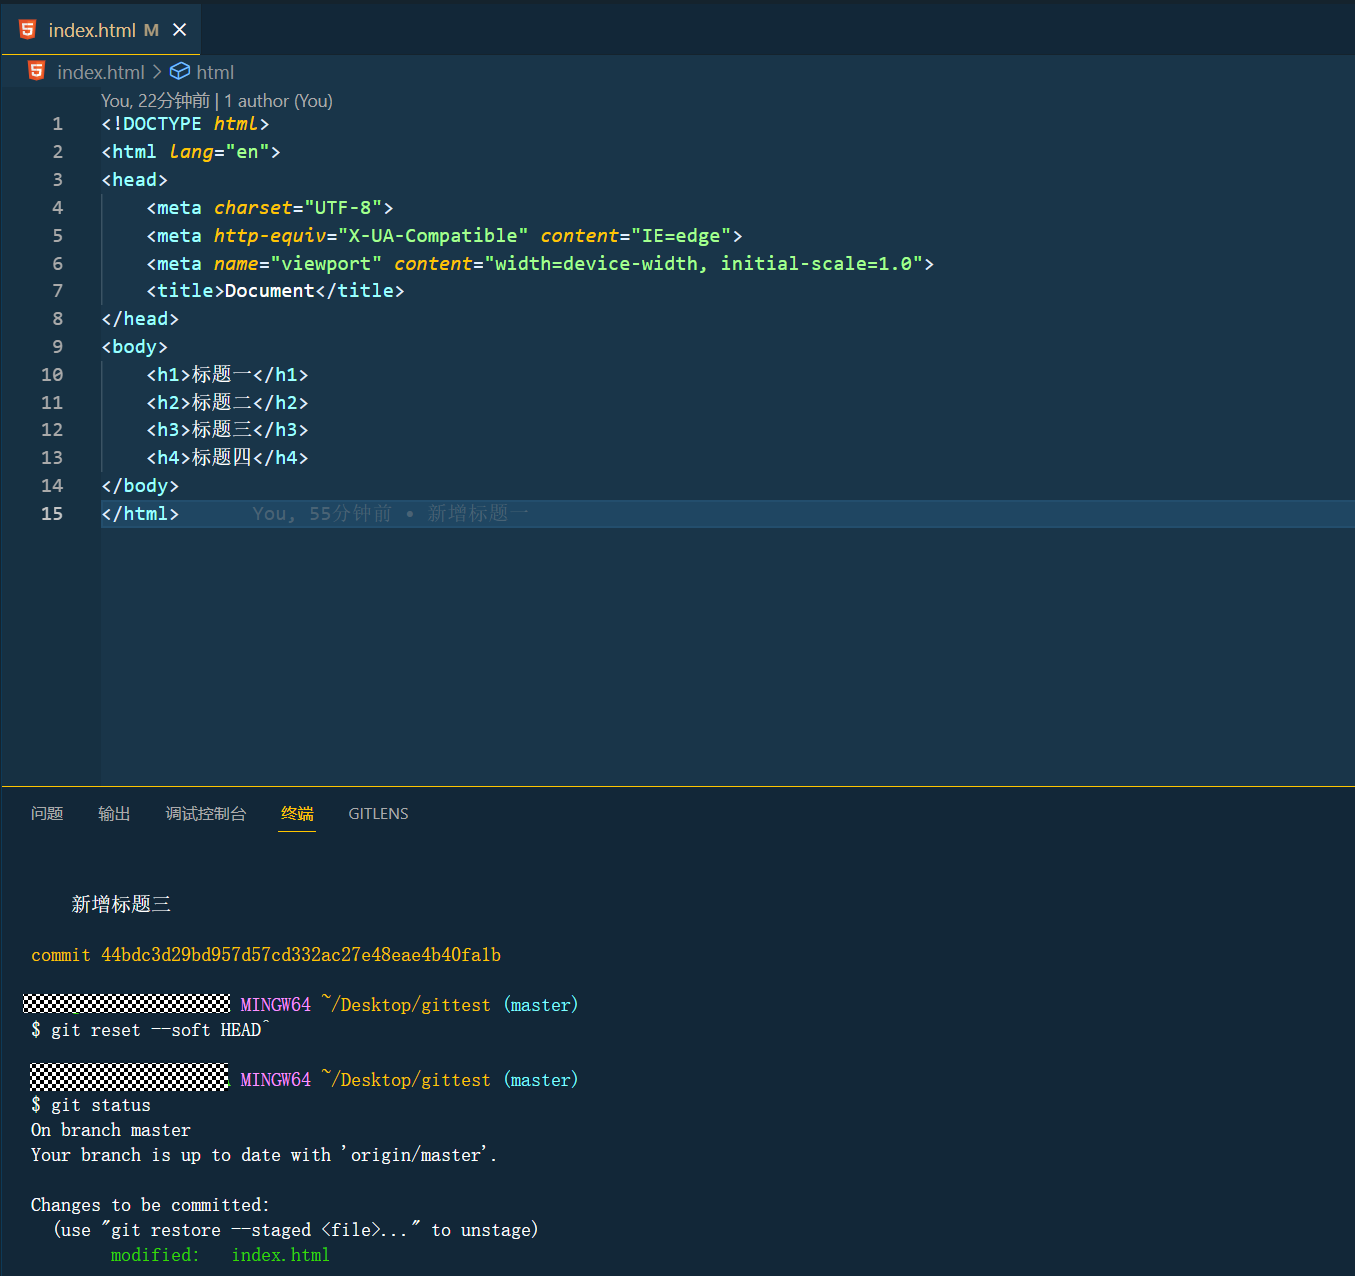 index.html M
index.html > html
You, 22分钟前 | 1 author (You)
1 <!DOCTYPE html>
2 <html lang="en">
3 <head>
4 <meta charset="UTF-8">
5 <meta http-equiv="X-UA-Compatible" content="IE=edge">
6 <meta name="viewport" content="width=device-width, initial-scale=1.0">
7 <title>Document</title>
8 </head>
9 <body>
10 <h1>标题一</h1>
11 <h2>标题二</h2>
12 <h3>标题三</h3>
13 <h4>标题四</h4>
14 </body>
15 </html> You, 55分钟前 • 新增标题一
问题 输出 调试控制台 终端 GITLENS
新增标题三
commit 44bdc3d29bd957d57cd332ac27e48eae4b40fa1b
MINGW64 ~/Desktop/gittest (master)
$ git reset --soft HEAD^
MINGW64 ~/Desktop/gittest (master)
$ git status
On branch master
Your branch is up to date with 'origin/master'.
Changes to be committed:
(use "git restore --staged <file>..." to unstage)
modified: index.html